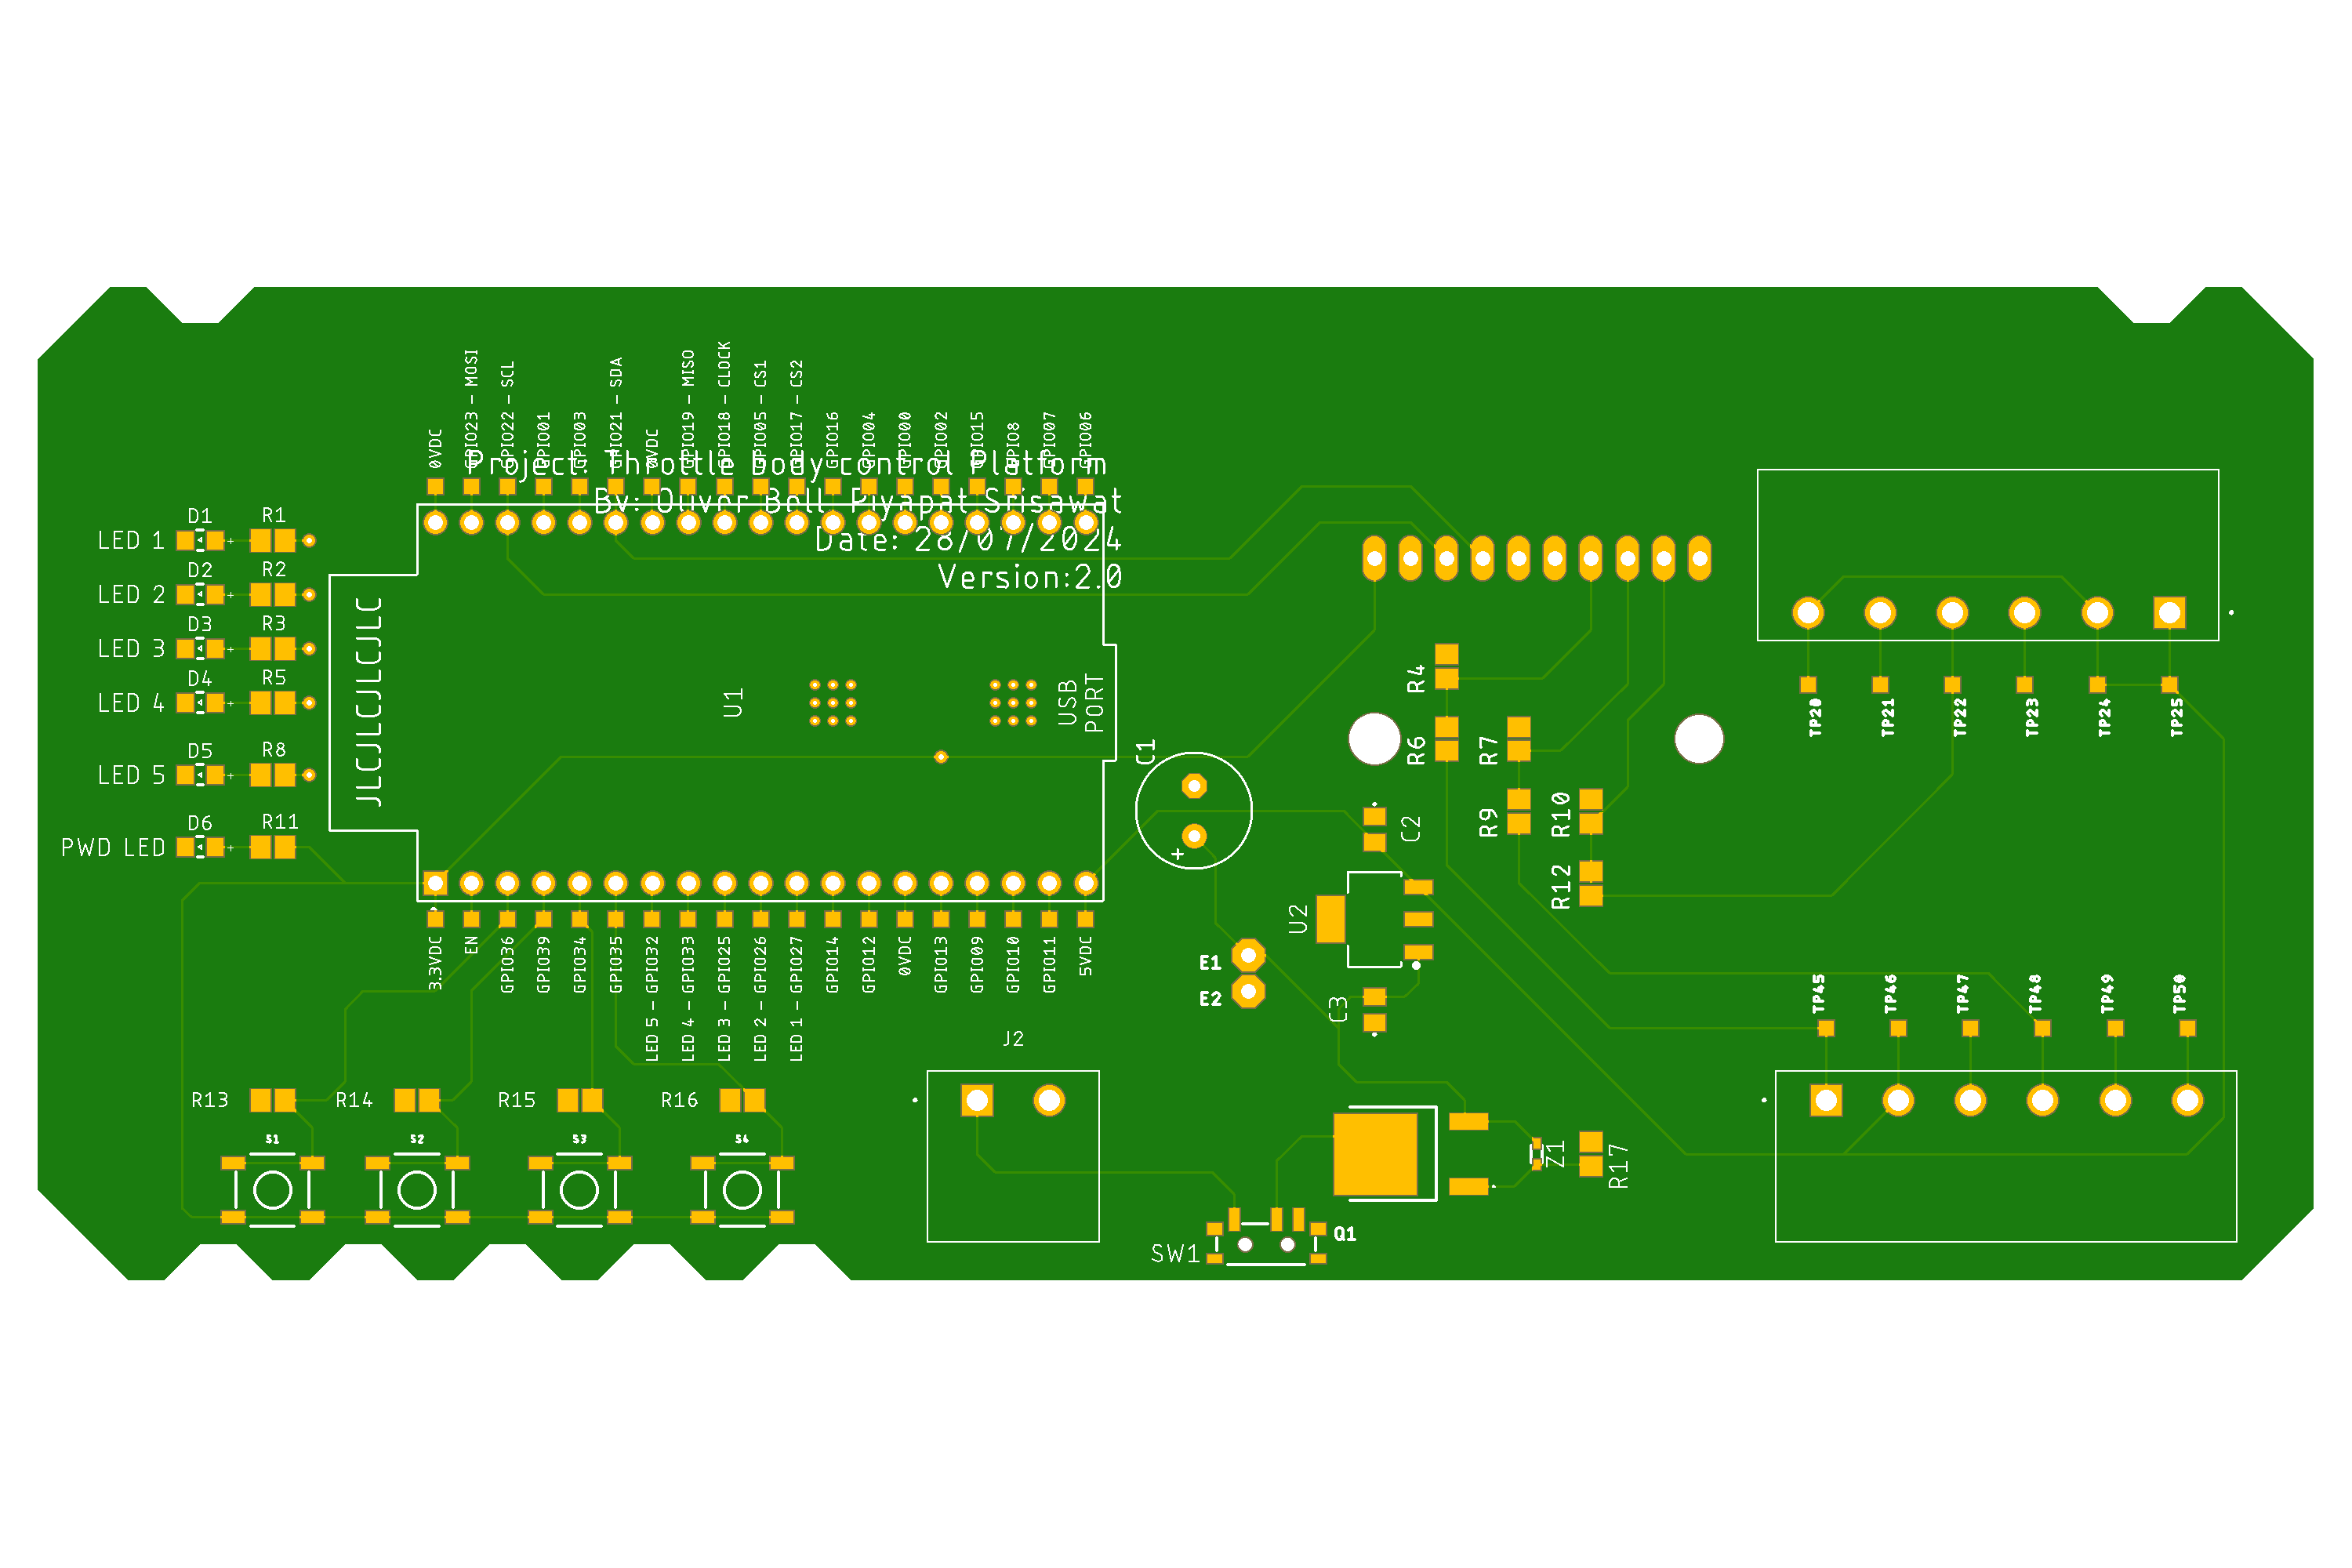 0VDC
GPIO23 - MOSI
GPIO22 - SCL
GPIO01
GPIO03
GPIO21 - SDA
0VDC
GPIO19 - MISO
GPIO18 - CLOCK
GPIO05 - CS1
GPIO17 - CS2
GPIO16
GPIO04
GPIO00
GPIO02
GPIO15
GPIO8
GPIO07
GPIO06
Project: Throttle body control Platform
By: Oliver Bell Piyapat Srisawat
Date: 28/07/2024
Version:2.0
LED 1
D1
R1
LED 2
D2
R2
LED 3
D3
R3
LED 4
D4
R5
LED 5
D5
R8
PWD LED
D6
R11
JLCJLCJLCJLC
U1
USB
PORT
C1
+
R4
R6
R7
R9
R10
R12
C2
U2
C3
E1
E2
TP20
TP21
TP22
TP23
TP24
TP25
3.3VDC
EN
GPIO36
GPIO39
GPIO34
GPIO35
LED 5 - GPIO32
LED 4 - GPIO33
LED 3 - GPIO25
LED 2 - GPIO26
LED 1 - GPIO27
GPIO14
GPIO12
0VDC
GPIO13
GPIO09
GPIO10
GPIO11
5VDC
TP45
TP46
TP47
TP48
TP49
TP50
J2
R13
R14
R15
R16
S1
S2
S3
S4
Z1
R17
Q1
SW1